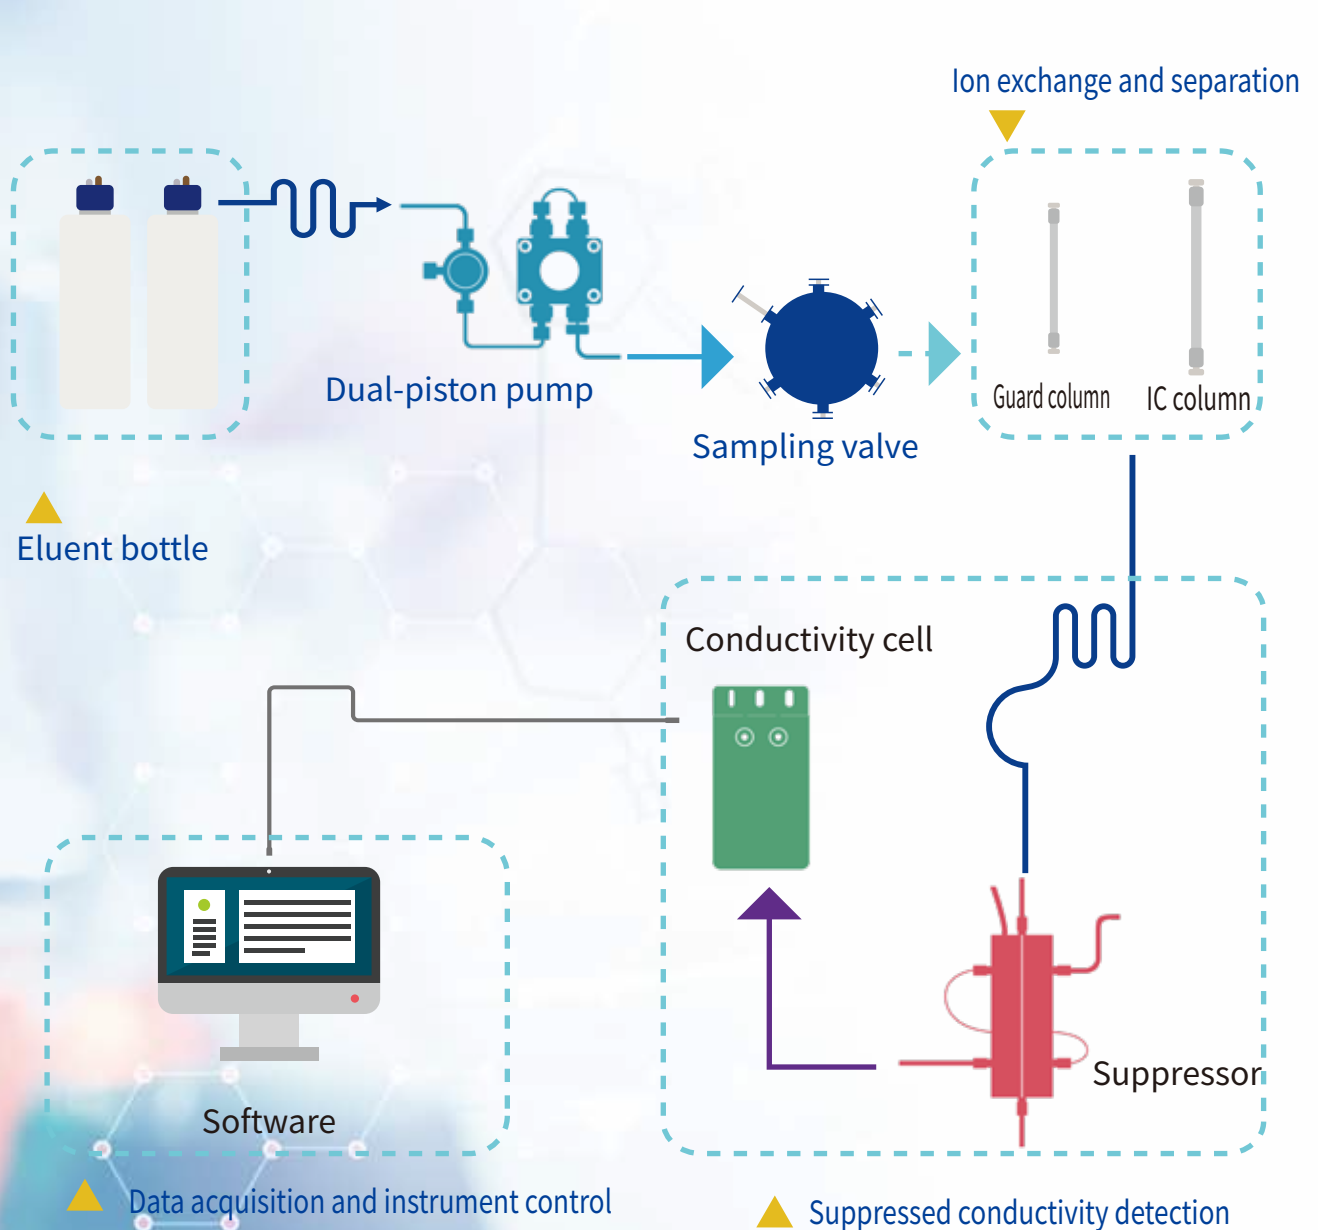 Ion exchange and separation
Guard column
IC column
Dual-piston pump
Sampling valve
Eluent bottle
Conductivity cell
Suppressor
Software
Data acquisition and instrument control
Suppressed conductivity detection